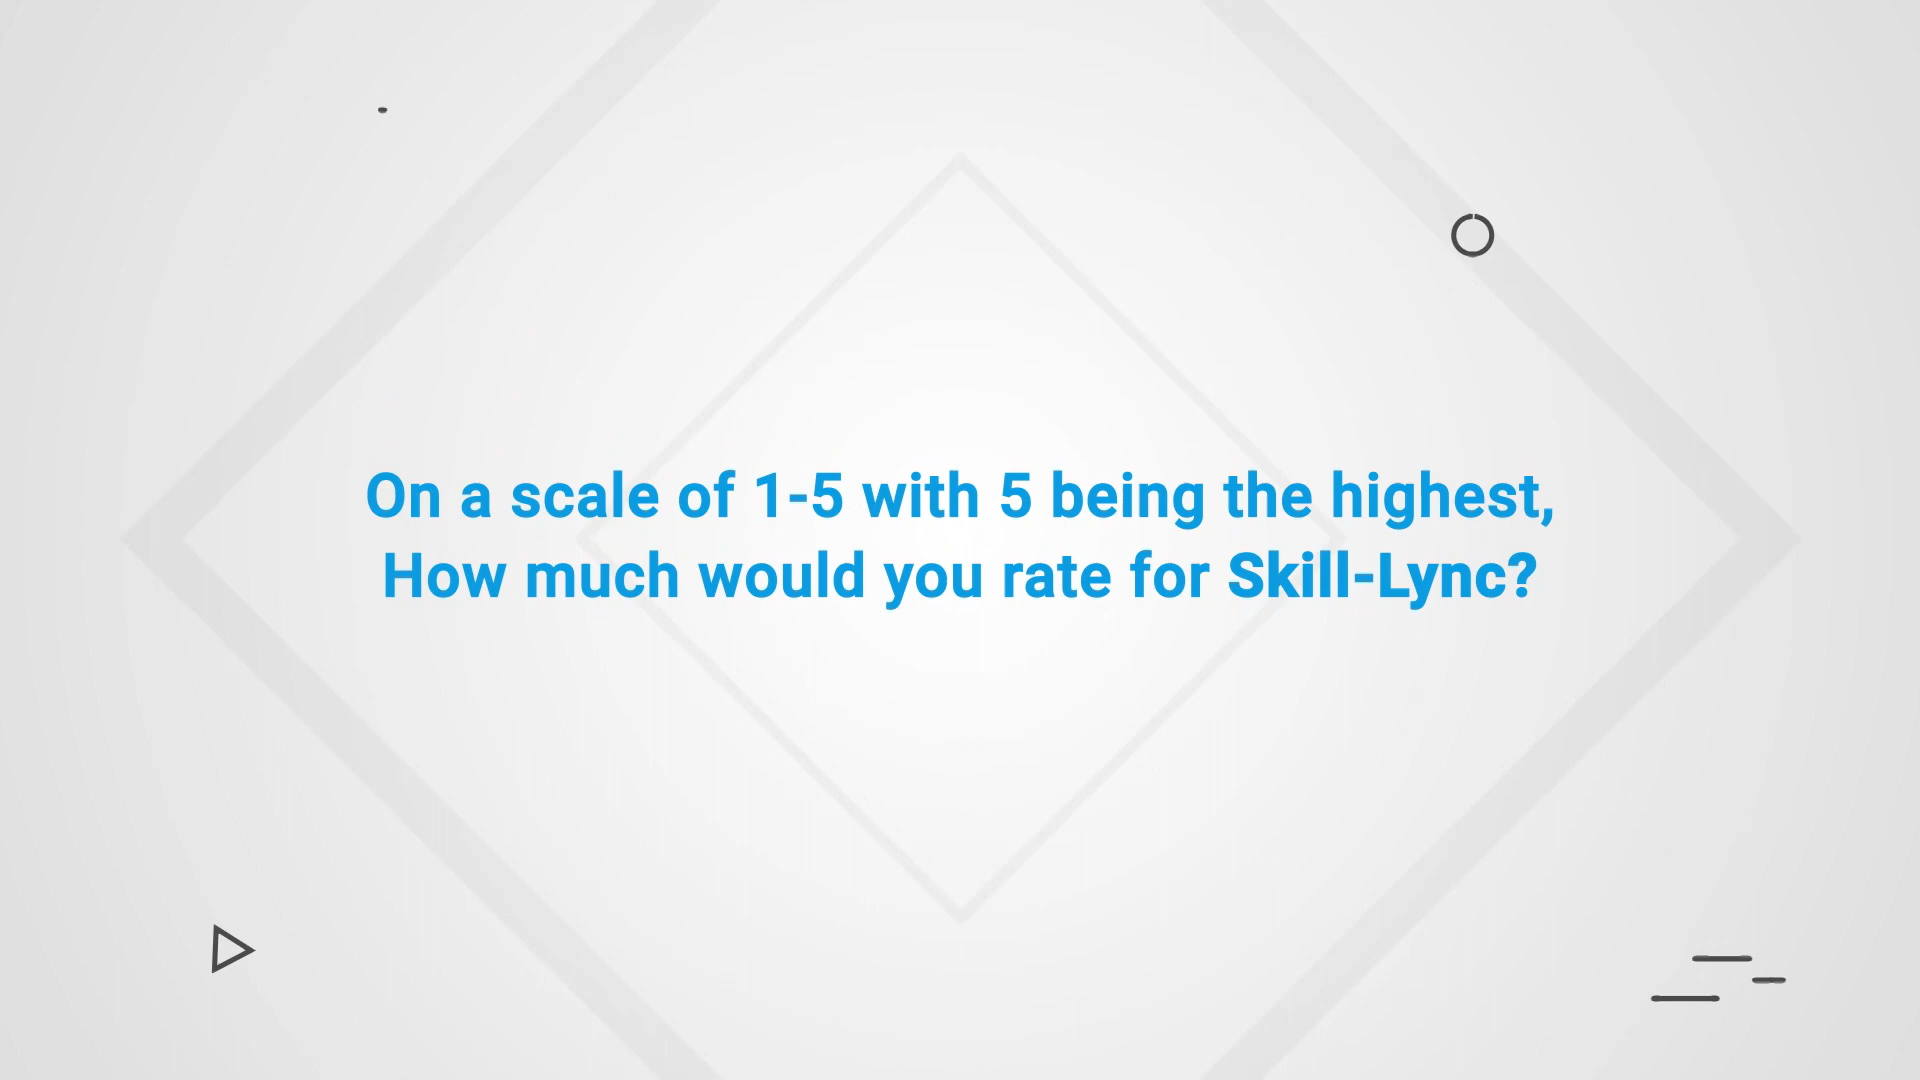 On a scale of 1-5 with 5 being the highest,
How much would you rate for Skill-Lync?